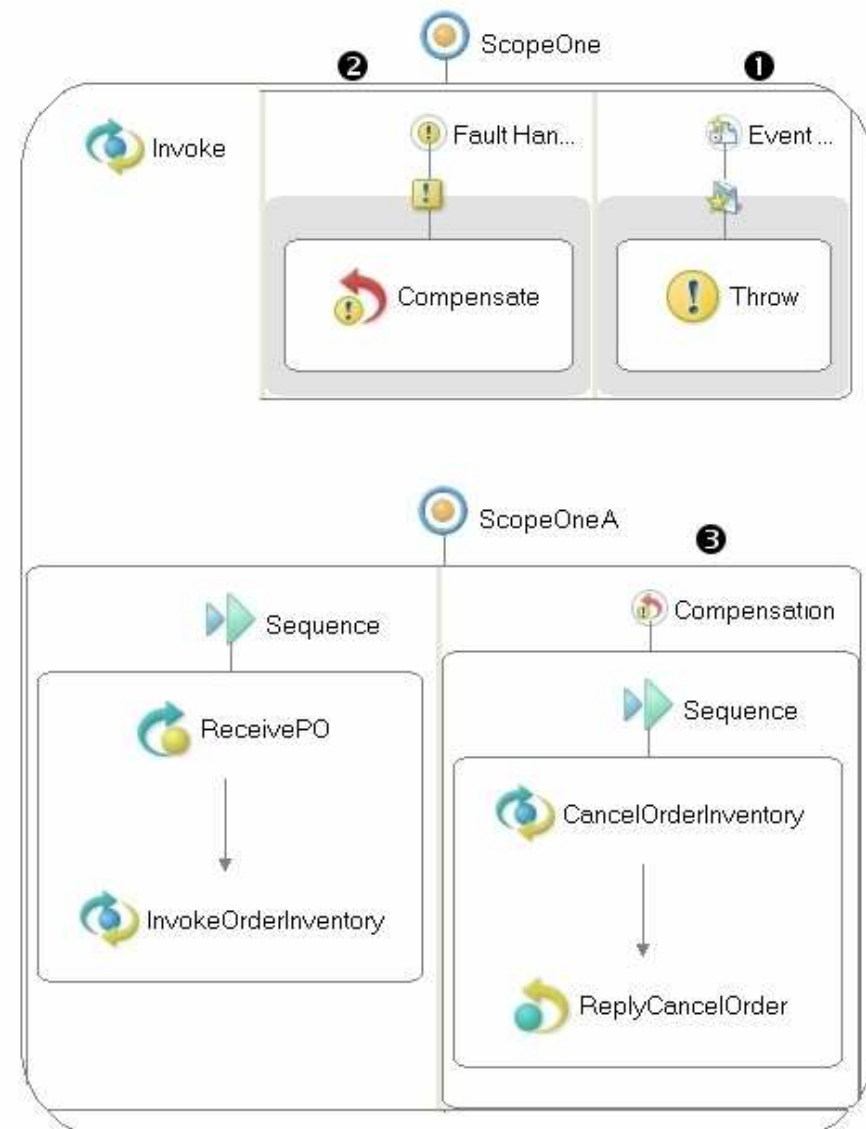 ScopeOne
❷
❶
Invoke
Fault Han...
Event ...
Compensate
Throw
ScopeOneA
❸
Sequence
Compensation
ReceivePO
Sequence
InvokeOrderInventory
CancelOrderInventory
ReplyCancelOrder